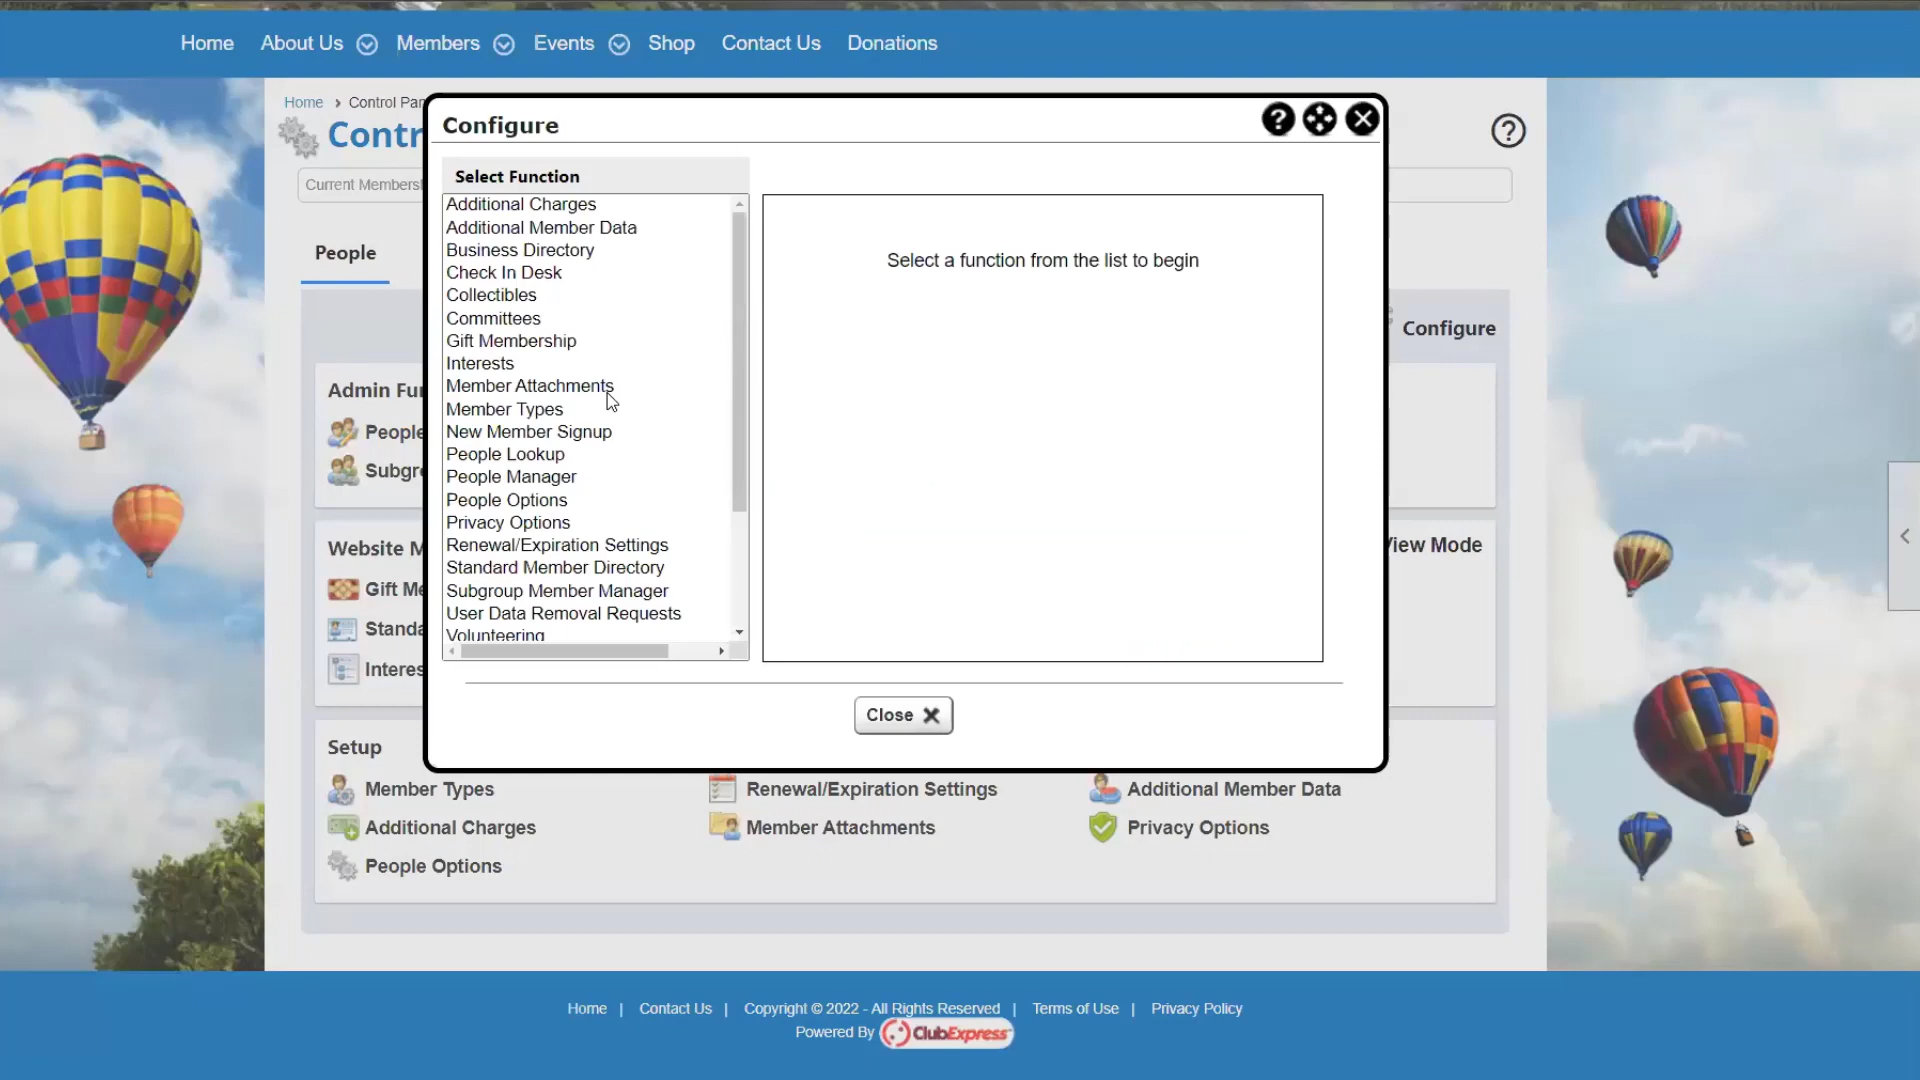 Home About Us Members Events Shop Contact Us Donations
Home › Control Pan
Contr
Current Members
People
Configure
Configure
Select Function
Additional Charges
Additional Member Data
Business Directory
Check In Desk
Collectibles
Committees
Gift Membership
Interests
Member Attachments
Member Types
New Member Signup
People Lookup
People Manager
People Options
Privacy Options
Renewal/Expiration Settings
Standard Member Directory
Subgroup Member Manager
User Data Removal Requests
Volunteering
Select a function from the list to begin
Close
Admin Fu
People
Subgr
Website M
View Mode
Gift Me
Standa
Interes
Setup
Member Types Renewal/Expiration Settings Additional Member Data
Additional Charges Member Attachments Privacy Options
People Options
Home | Contact Us | Copyright © 2022 - All Rights Reserved | Terms of Use | Privacy Policy
Powered By ClubExpress